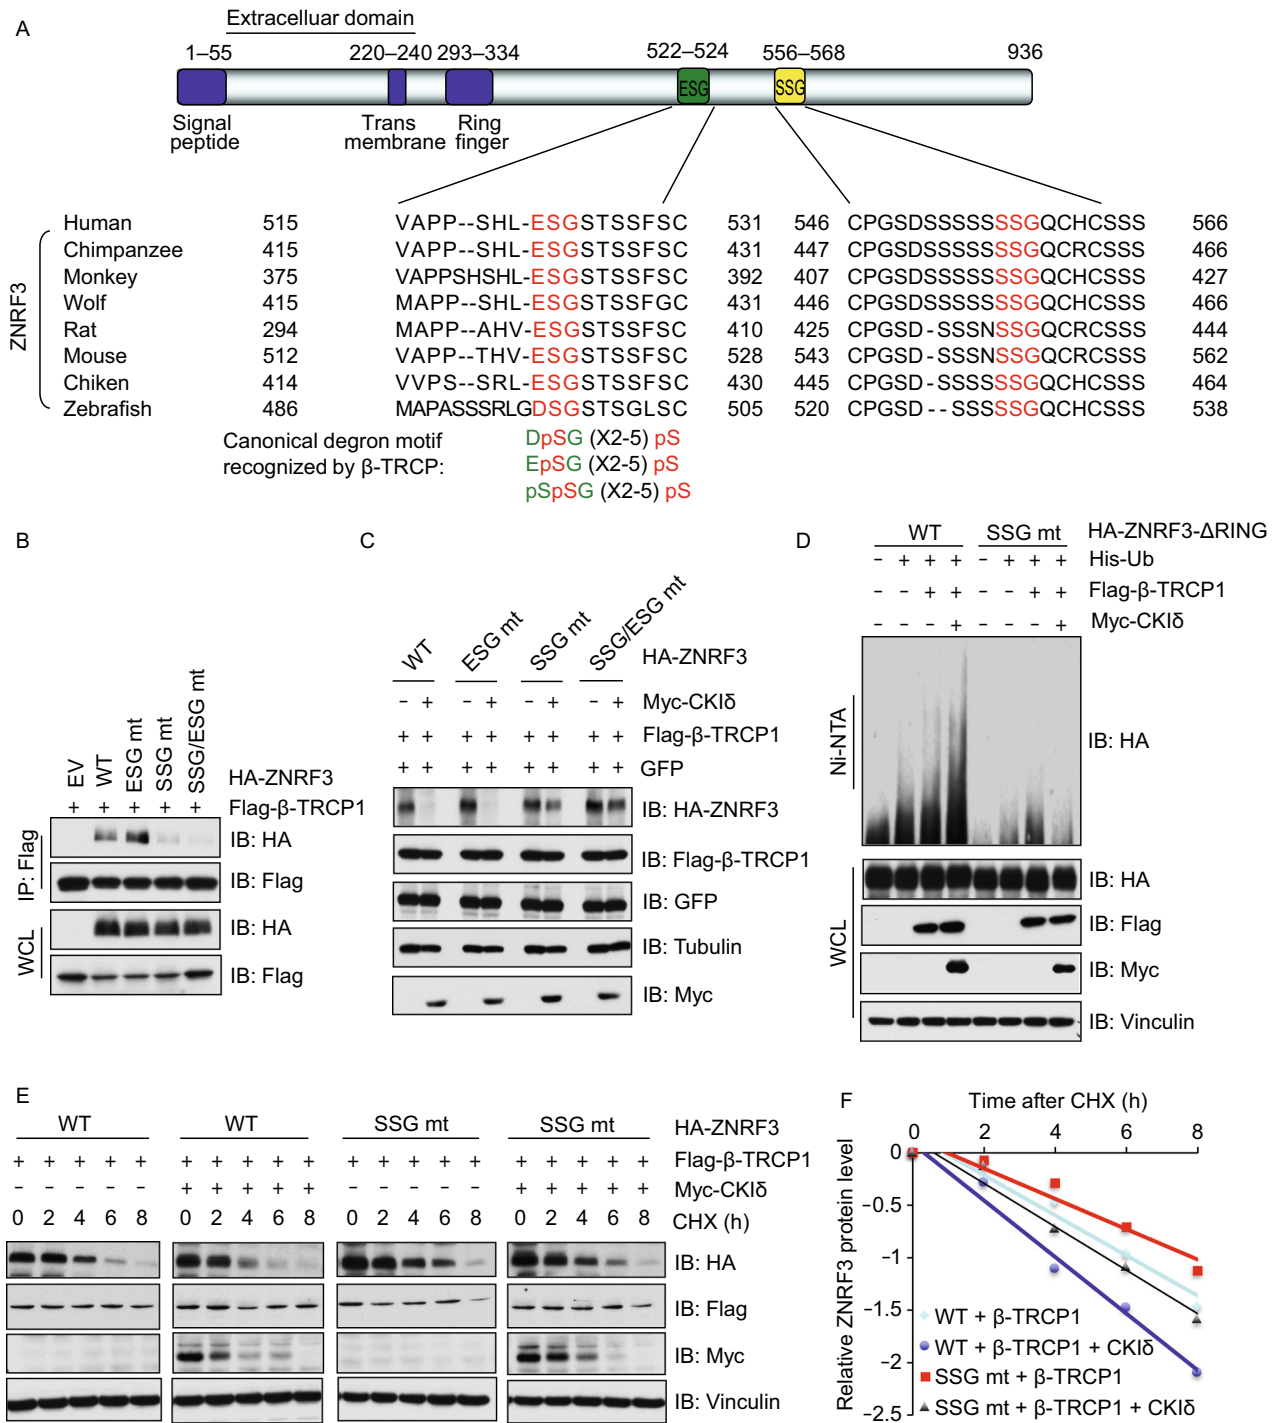 A
Extracelluar domain
1–55 220–240 293–334 522–524 556–568 936
ESG SSG
Signal peptide
Trans membrane
Ring finger
ZNRF3
Human 515 VAPP--SHL-ESGSTSSFSC 531 546 CPGSDSSSSSSSGQCHCSSS 566
Chimpanzee 415 VAPP--SHL-ESGSTSSFSC 431 447 CPGSDSSSSSSSGQCRCSSS 466
Monkey 375 VAPPSHSHL-ESGSTSSFSC 392 407 CPGSDSSSSSSSGQCHCSSS 427
Wolf 415 MAPP--SHL-ESGSTSSFGC 431 446 CPGSDSSSSSSSGQCHCSSS 466
Rat 294 MAPP--AHV-ESGSTSSFSC 410 425 CPGSD-SSSNSSGQCRCSSS 444
Mouse 512 VAPP--THV-ESGSTSSFSC 528 543 CPGSD-SSSNSSGQCRCSSS 562
Chiken 414 VVPS--SRL-ESGSTSSFSC 430 445 CPGSD-SSSSSSGQCHCSSS 464
Zebrafish 486 MAPASSSRLGDSGSTSGLSC 505 520 CPGSD--SSSSSGQCHCSSS 538
Canonical degron motif
recognized by β-TRCP:
DpSG (X2-5) pS
EpSG (X2-5) pS
pSpSG (X2-5) pS
B
EV WT ESG mt SSG mt SSG/ESG mt HA-ZNRF3
+ + + + + Flag-β-TRCP1
IP: Flag
IB: HA
IB: Flag
WCL
IB: HA
IB: Flag
C
WT ESG mt SSG mt SSG/ESG mt HA-ZNRF3
− + − + − + − + Myc-CKIδ
+ + + + + + + + Flag-β-TRCP1
+ + + + + + + + GFP
IB: HA-ZNRF3
IB: Flag-β-TRCP1
IB: GFP
IB: Tubulin
IB: Myc
D
WT SSG mt HA-ZNRF3-ΔRING
− + + + − + + + His-Ub
− − + + − − + + Flag-β-TRCP1
− − − + − − − + Myc-CKIδ
Ni-NTA
IB: HA
WCL
IB: HA
IB: Flag
IB: Myc
IB: Vinculin
E
WT WT SSG mt SSG mt HA-ZNRF3
+ + + + + + + + + + + + + + + + + + + + Flag-β-TRCP1
− − − − − + + + + + − − − − − + + + + + Myc-CKIδ
0 2 4 6 8 0 2 4 6 8 0 2 4 6 8 0 2 4 6 8 CHX (h)
IB: HA
IB: Flag
IB: Myc
IB: Vinculin
F
Time after CHX (h)
0 2 4 6 8
Relative ZNRF3 protein level
0
−0.5
−1
−1.5
−2
−2.5
WT + β-TRCP1
WT + β-TRCP1 + CKIδ
SSG mt + β-TRCP1
SSG mt + β-TRCP1 + CKIδ